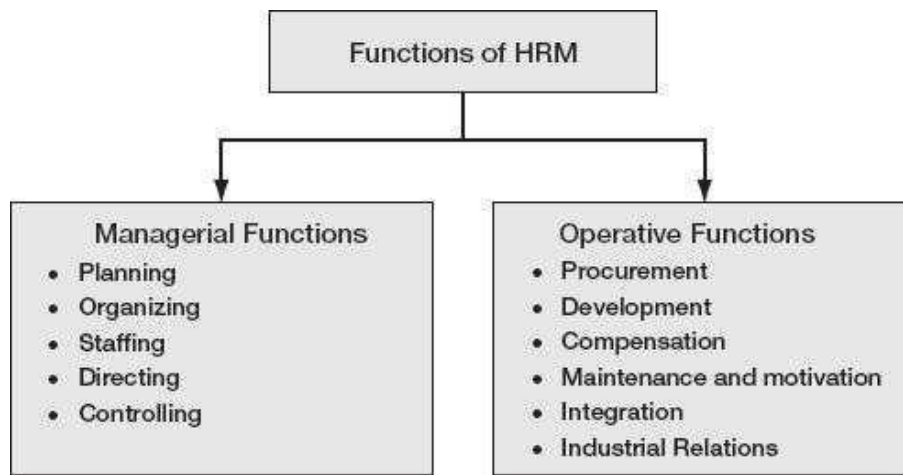 Functions of HRM
Managerial Functions
• Planning
• Organizing
• Staffing
• Directing
• Controlling
Operative Functions
• Procurement
• Development
• Compensation
• Maintenance and motivation
• Integration
• Industrial Relations